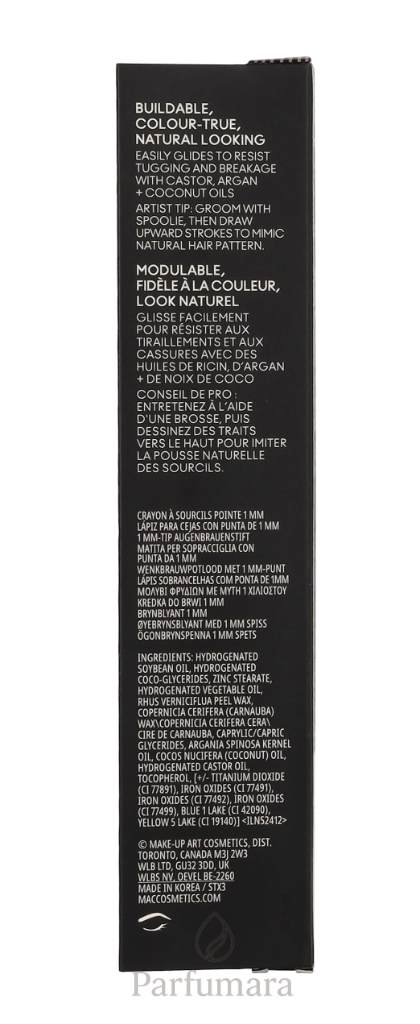 BUILDABLE,
COLOUR-TRUE,
NATURAL LOOKING
EASILY GLIDES TO RESIST
TUGGING AND BREAKAGE
WITH CASTOR, ARGAN
+ COCONUT OILS
ARTIST TIP: GROOM WITH
SPOOLIE, THEN DRAW
UPWARD STROKES TO MIMIC
NATURAL HAIR PATTERN.
MODULABLE,
FIDÈLE À LA COULEUR,
LOOK NATUREL
GLISSE FACILEMENT
POUR RÉSISTER AUX
TIRAILLEMENTS ET AUX
CASSURES AVEC DES
HUILES DE RICIN, D'ARGAN
+ DE NOIX DE COCO
CONSEIL DE PRO :
ENTRETENEZ À L'AIDE
D'UNE BROSSE, PUIS
DESSINEZ DES TRAITS
VERS LE HAUT POUR IMITER
LA POUSSE NATURELLE
DES SOURCILS.
CRAYON À SOURCILS POINTE 1 MM
LÁPIZ PARA CEJAS CON PUNTA DE 1 MM
1 MM-TIP AUGENBRAUENSTIFT
MATITA PER SOPRACCIGLIA CON
PUNTA DA 1 MM
WENKBRAUWPOTLOOD MET 1 MM-PUNT
LÁPIS SOBRANCELHAS COM PONTA DE 1MM
ΜΟΛΥΒΙ ΦΡΥΔΙΩΝ ΜΕ ΜΥΤΗ 1 ΧΙΛΙΟΣΤΟΥ
KREDKA DO BRWI 1 MM
BRYNBLYANT 1 MM
ØYEBRYNSBLYANT MED 1 MM SPISS
ÖGONBRYNSPENNA 1 MM SPETS
INGREDIENTS: HYDROGENATED
SOYBEAN OIL, HYDROGENATED
COCO-GLYCERIDES, ZINC STEARATE,
HYDROGENATED VEGETABLE OIL,
RHUS VERNICIFLUA PEEL WAX,
COPERNICIA CERIFERA (CARNAUBA)
WAX\COPERNICIA CERIFERA CERA\
CIRE DE CARNAUBA, CAPRYLIC/CAPRIC
GLYCERIDES, ARGANIA SPINOSA KERNEL
OIL, COCOS NUCIFERA (COCONUT) OIL,
HYDROGENATED CASTOR OIL,
TOCOPHEROL, [+/- TITANIUM DIOXIDE
(CI 77891), IRON OXIDES (CI 77491),
IRON OXIDES (CI 77492), IRON OXIDES
(CI 77499), BLUE 1 LAKE (CI 42090),
YELLOW 5 LAKE (CI 19140)] <ILN52412>
© MAKE-UP ART COSMETICS, DIST.
TORONTO, CANADA M3J 2W3
WLB LTD, GU32 3DD, UK
WLBS NV, OEVEL BE-2260
MADE IN KOREA / STX3
MACCOSMETICS.COM
Parfumara